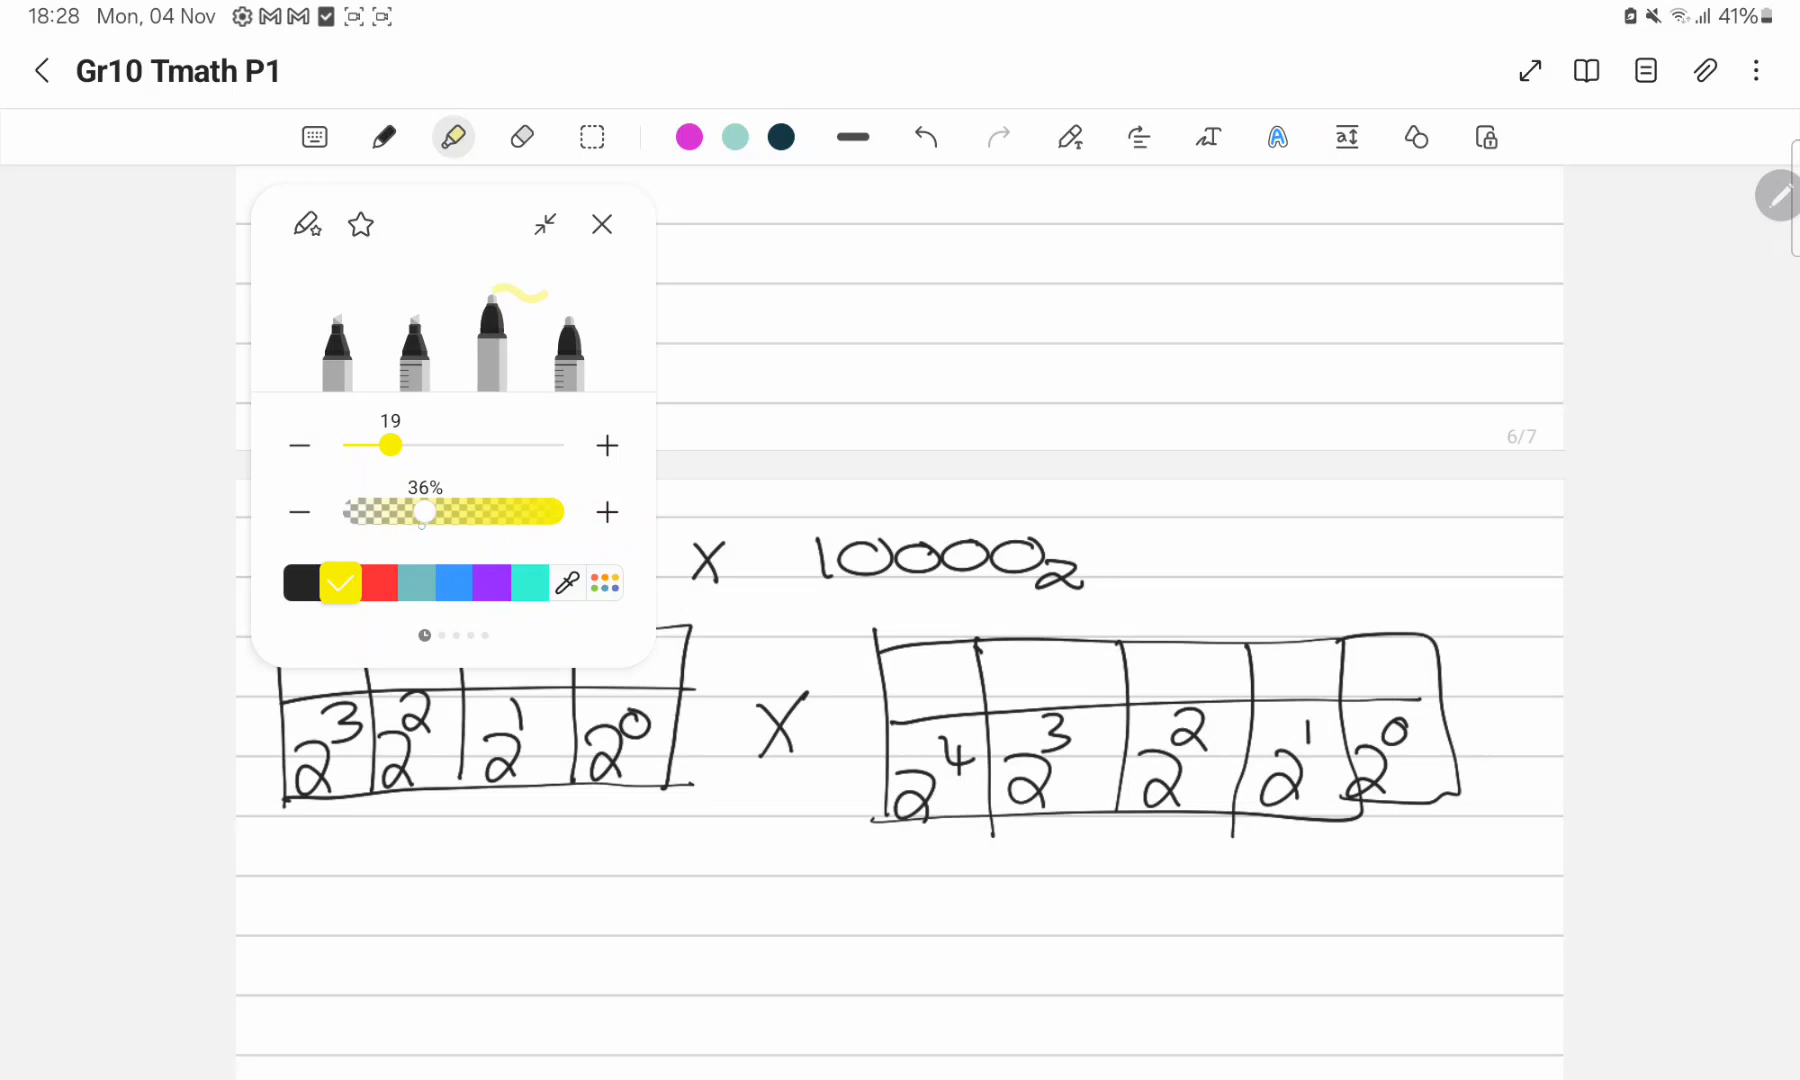 18:28 Mon, 04 Nov 41%
Gr10 Tmath P1
19
36%
6/7
x 10000₂
2³ 2² 2¹ 2⁰ X 2⁴ 2³ 2² 2¹ 2⁰